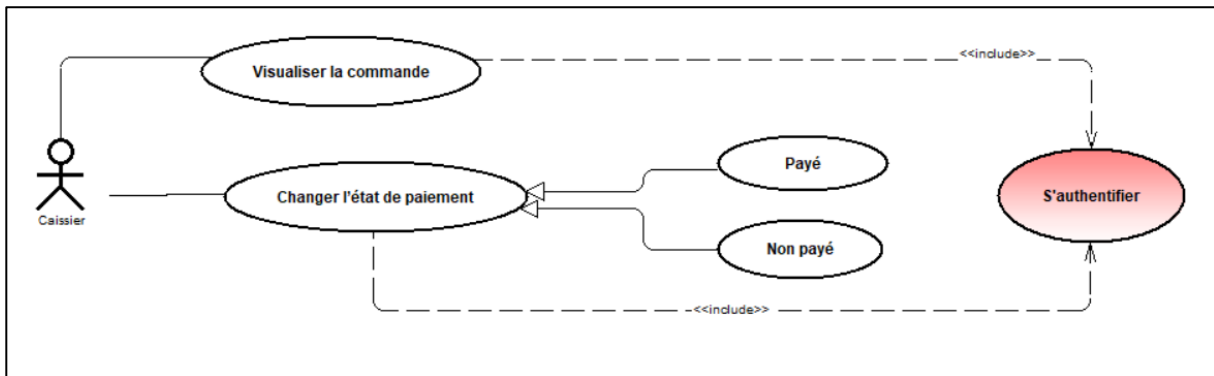 Visualiser la commande
<<include>>
Payé
Changer l'état de paiement
S'authentifier
Caissier
Non payé
<<include>>